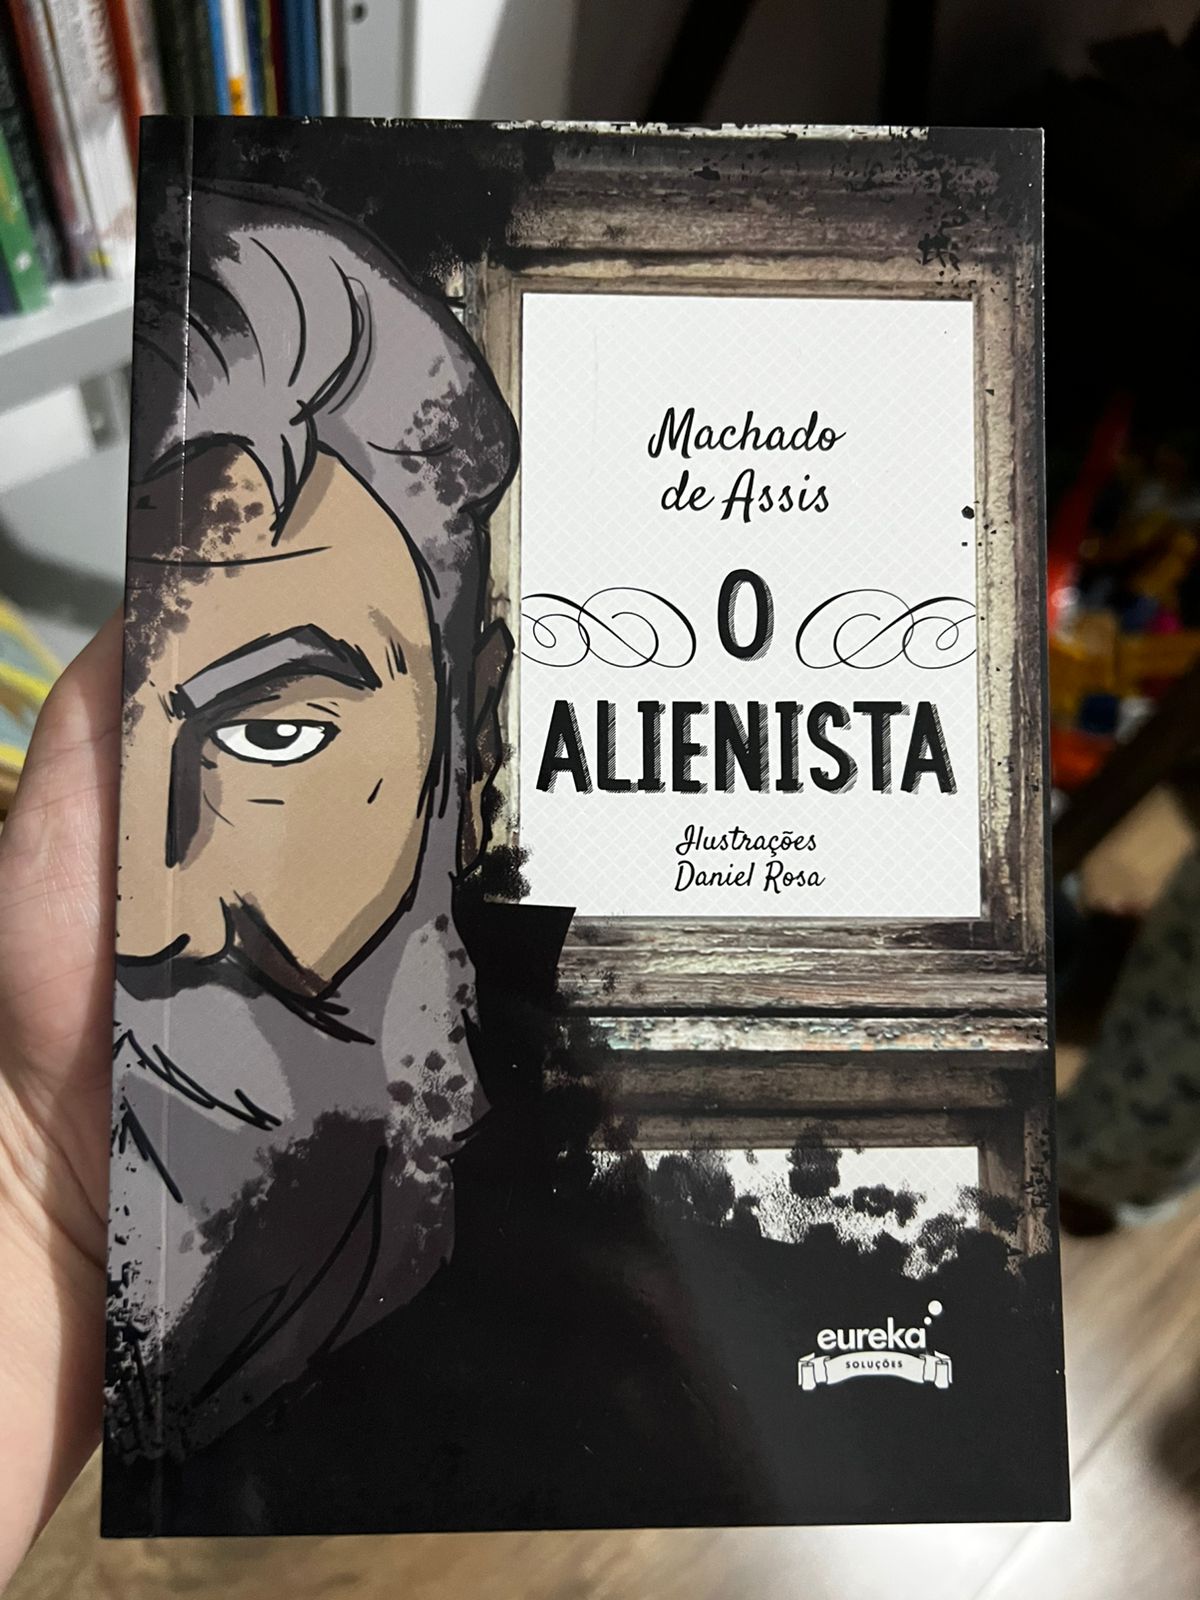 Machado
de Assis
O
ALIENISTA
Ilustrações
Daniel Rosa
eureka
SOLUÇÕES